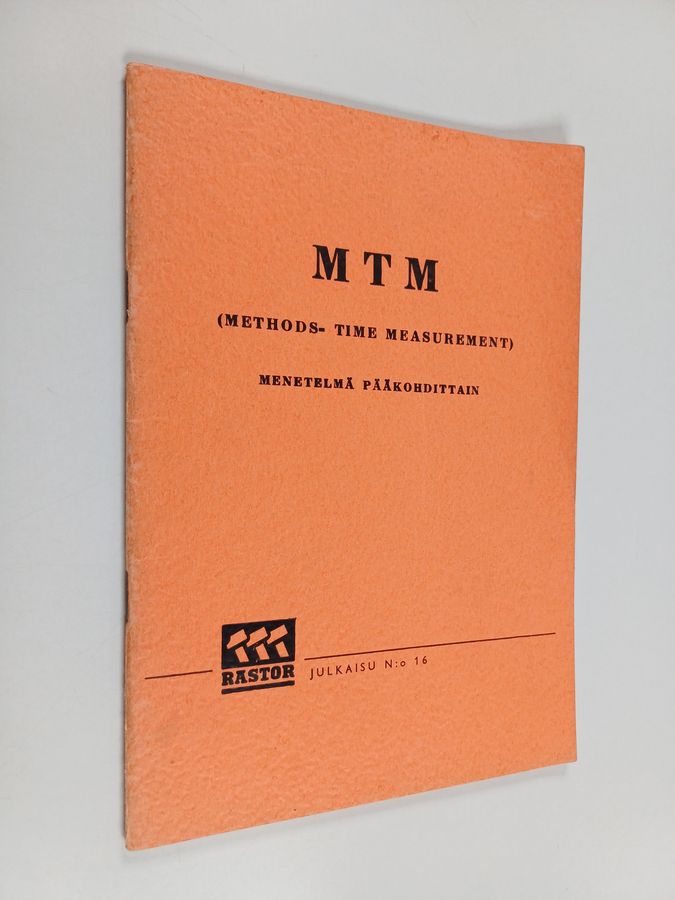 MTM
(METHODS- TIME MEASUREMENT)
MENETELMÄ PÄÄKOHDITTAIN
RASTOR
JULKAISU N:o 16